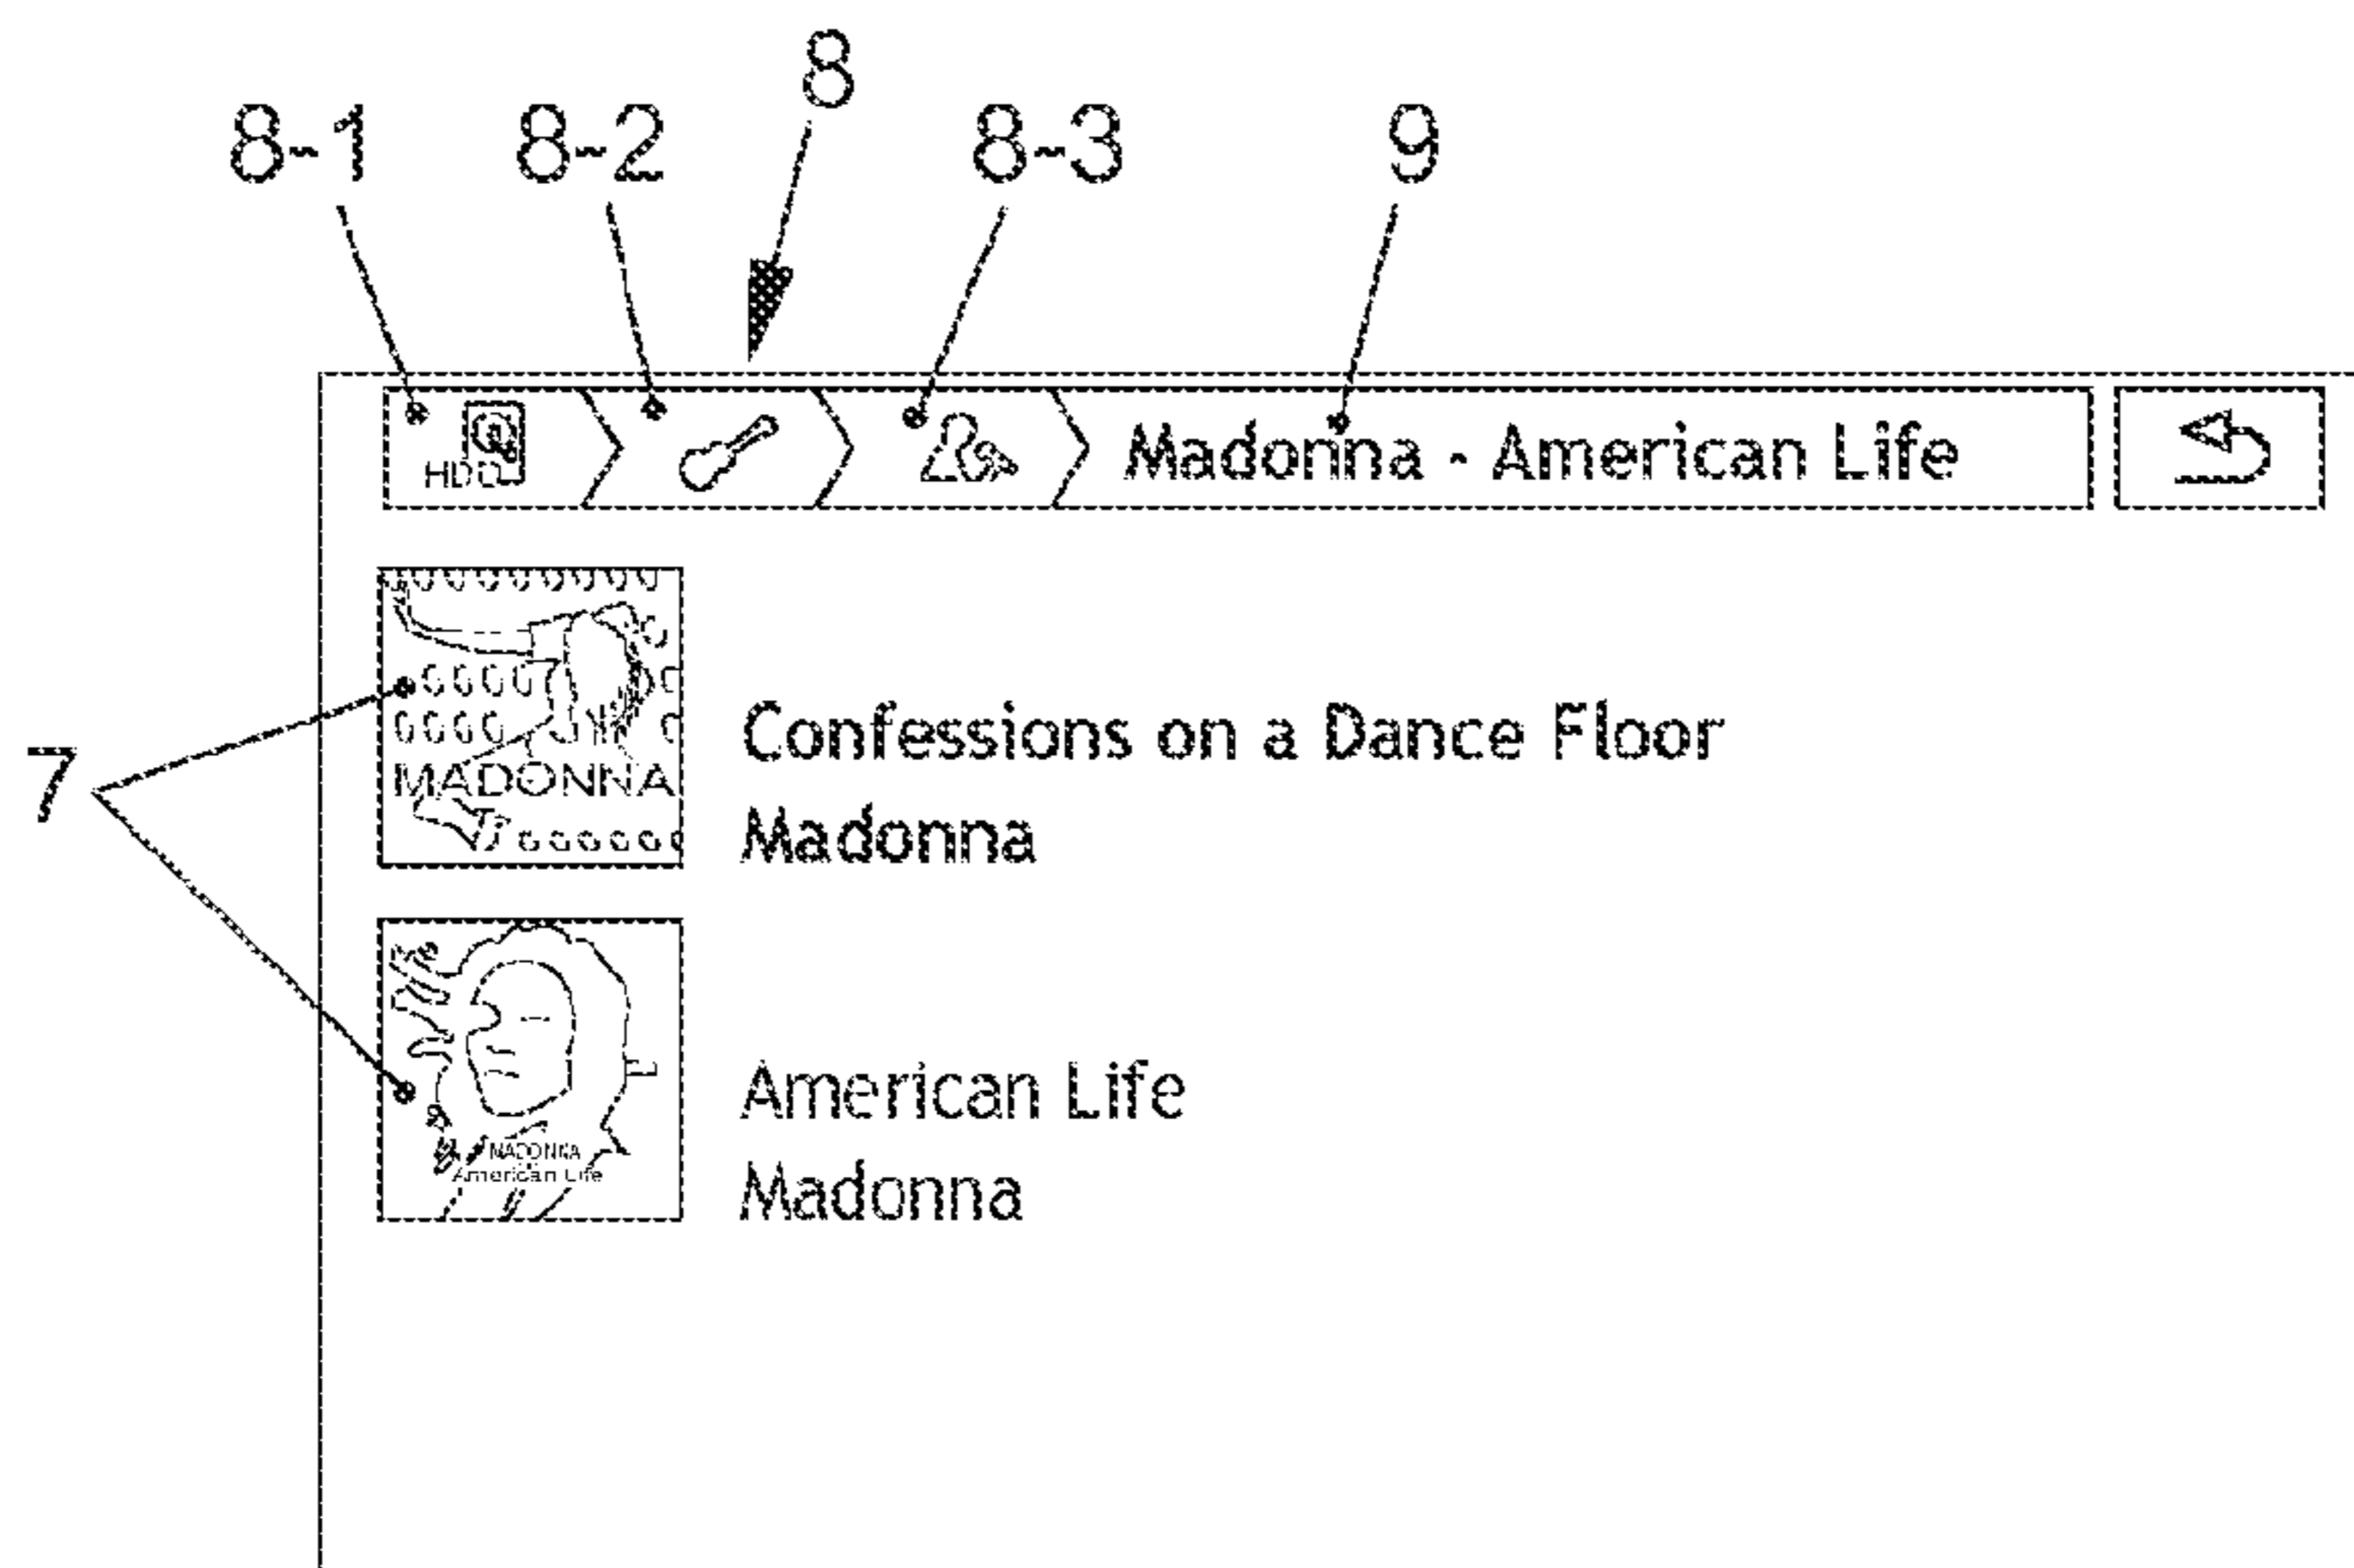 8
8-1 8-2 8-3 9
HDD
Madonna - American Life
MADONNA
Confessions on a Dance Floor
Madonna
7
MADONNA
American Life
American Life
Madonna